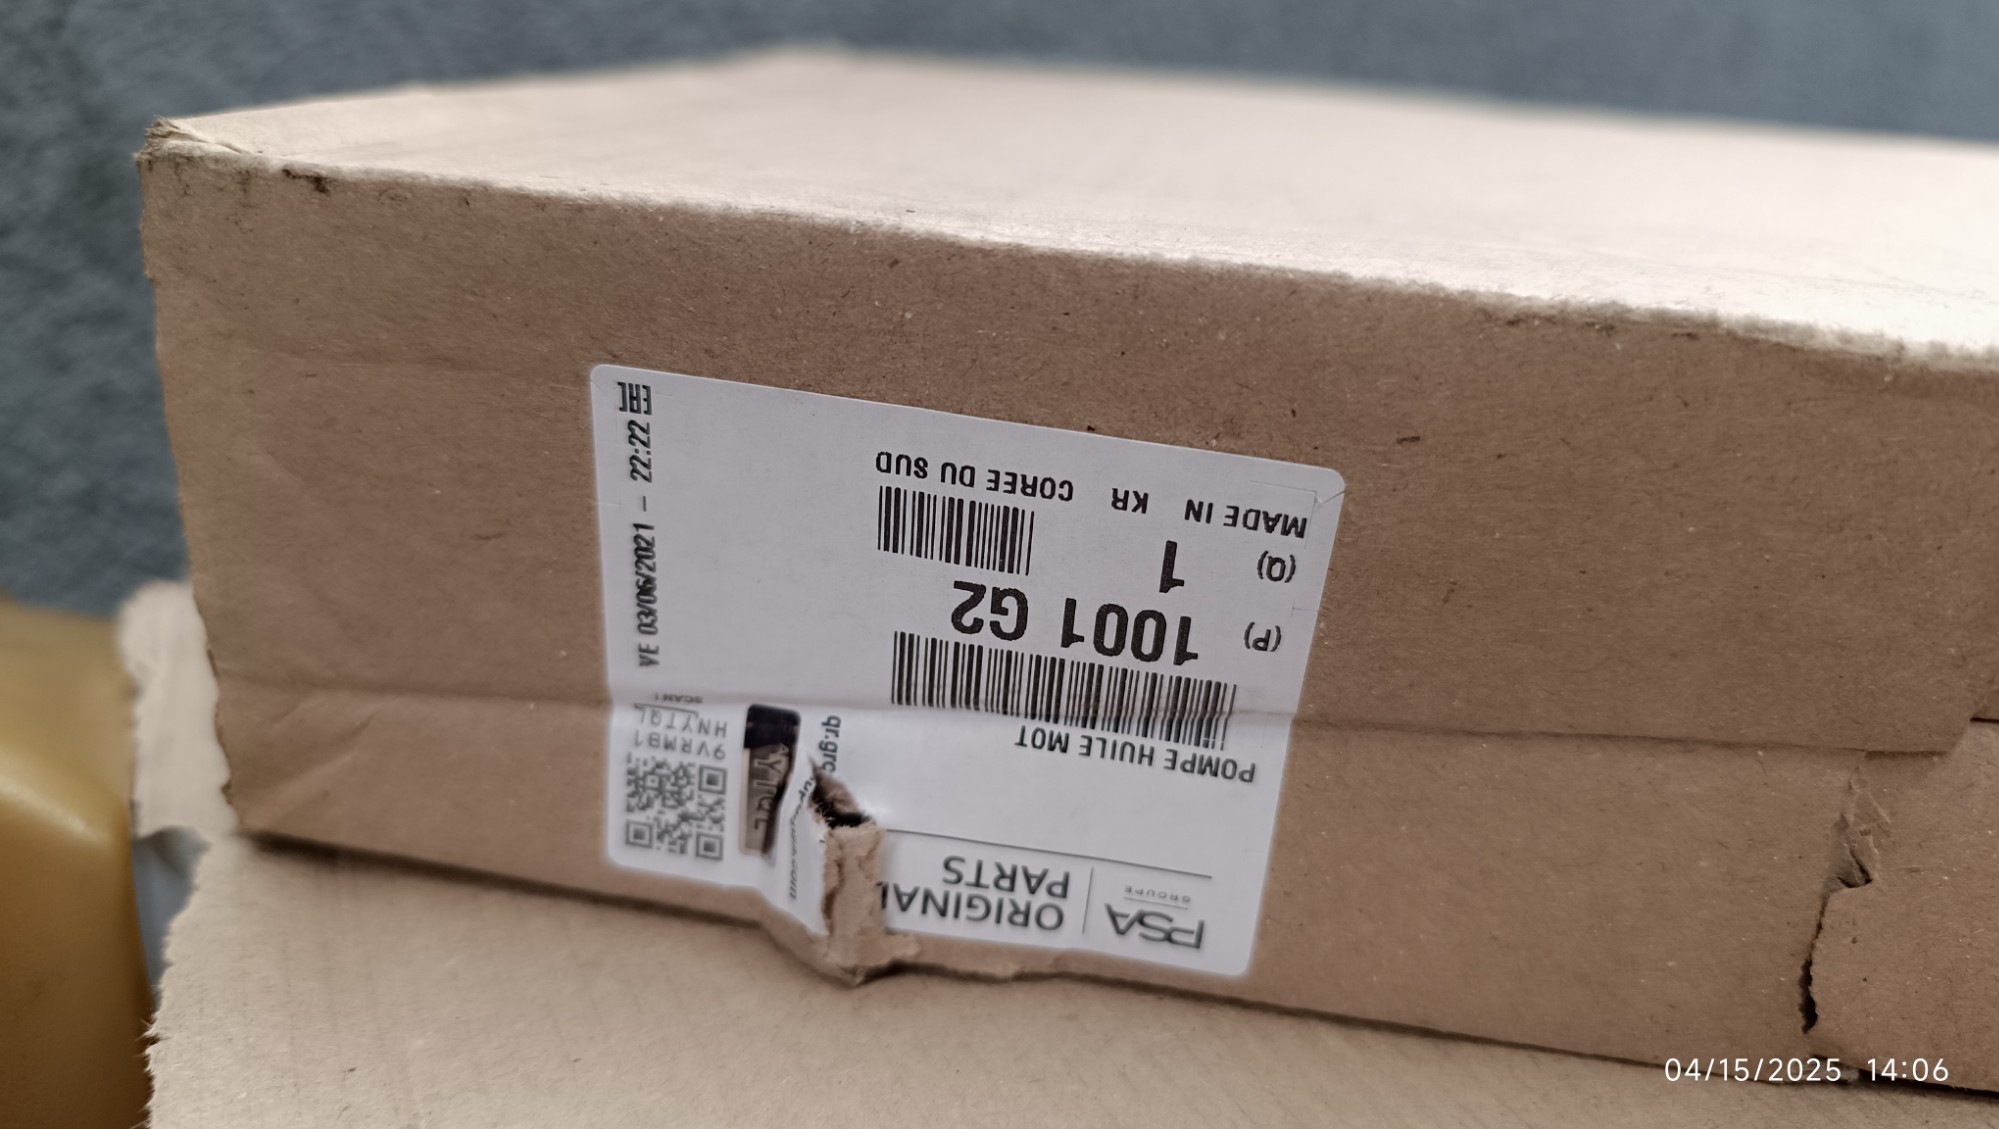 PSA
GROUPE
ORIGINAL
PARTS
POMPE HUILE MOT
(P) 1001 G2
(Q) 1
MADE IN KR COREE DU SUD
9VRMB1
HNYTQL
SCAN !
VE 03/06/2021 - 22:22 EAC
04/15/2025 14:06